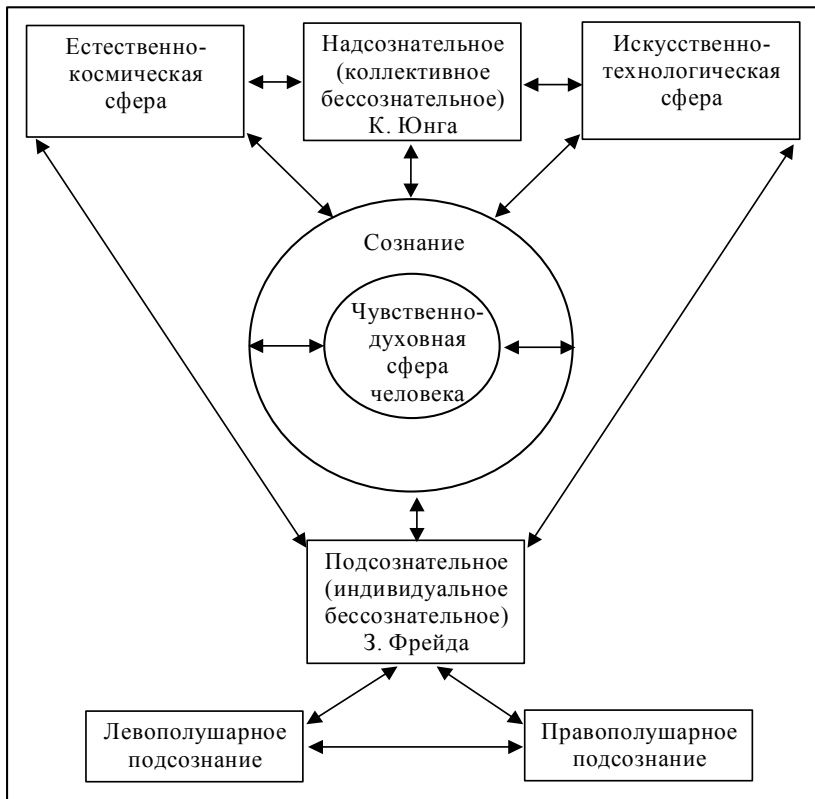 Естественно-
космическая
сфера
Надсознательное
(коллективное
бессознательное)
К. Юнга
Искусственно-
технологическая
сфера
Сознание
Чувственно-
духовная
сфера
человека
Подсознательное
(индивидуальное
бессознательное)
З. Фрейда
Левополушарное
подсознание
Правополушарное
подсознание